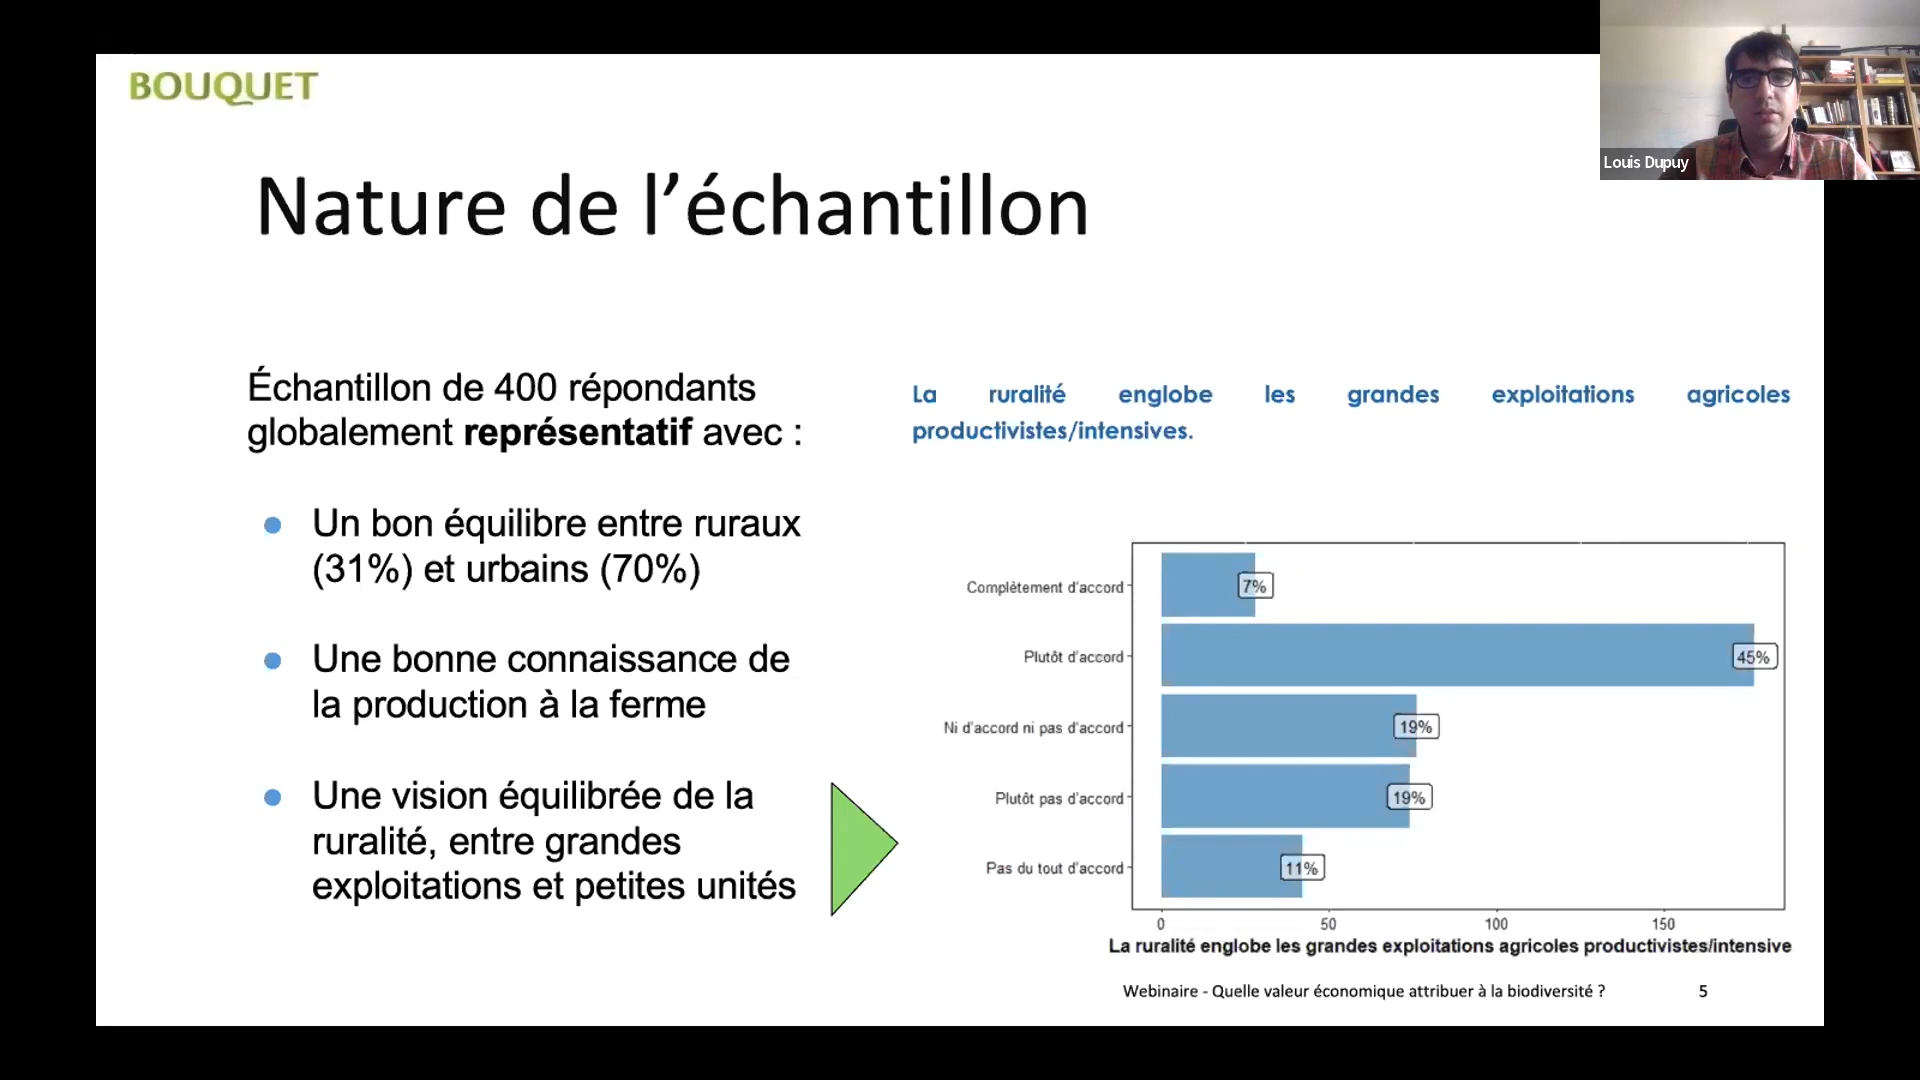 BOUQUET
Louis Dupuy
Nature de l’échantillon
Échantillon de 400 répondants
globalement représentatif avec :
Un bon équilibre entre ruraux
(31%) et urbains (70%)
Une bonne connaissance de
la production à la ferme
Une vision équilibrée de la
ruralité, entre grandes
exploitations et petites unités
La ruralité englobe les grandes exploitations agricoles
productivistes/intensives.
Complètement d'accord 7%
Plutôt d'accord 45%
Ni d'accord ni pas d'accord 19%
Plutôt pas d'accord 19%
Pas du tout d'accord 11%
0 50 100 150
La ruralité englobe les grandes exploitations agricoles productivistes/intensive
Webinaire - Quelle valeur économique attribuer à la biodiversité ? 5